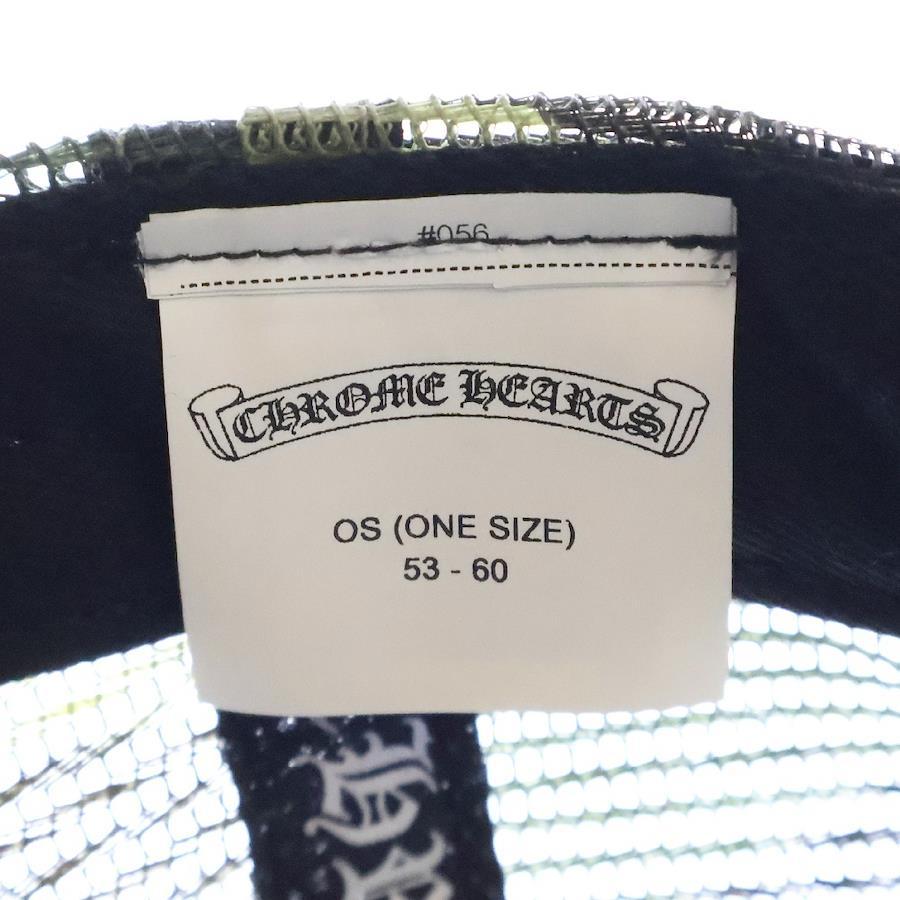 #056
CHROME HEARTS
OS (ONE SIZE)
53 - 60